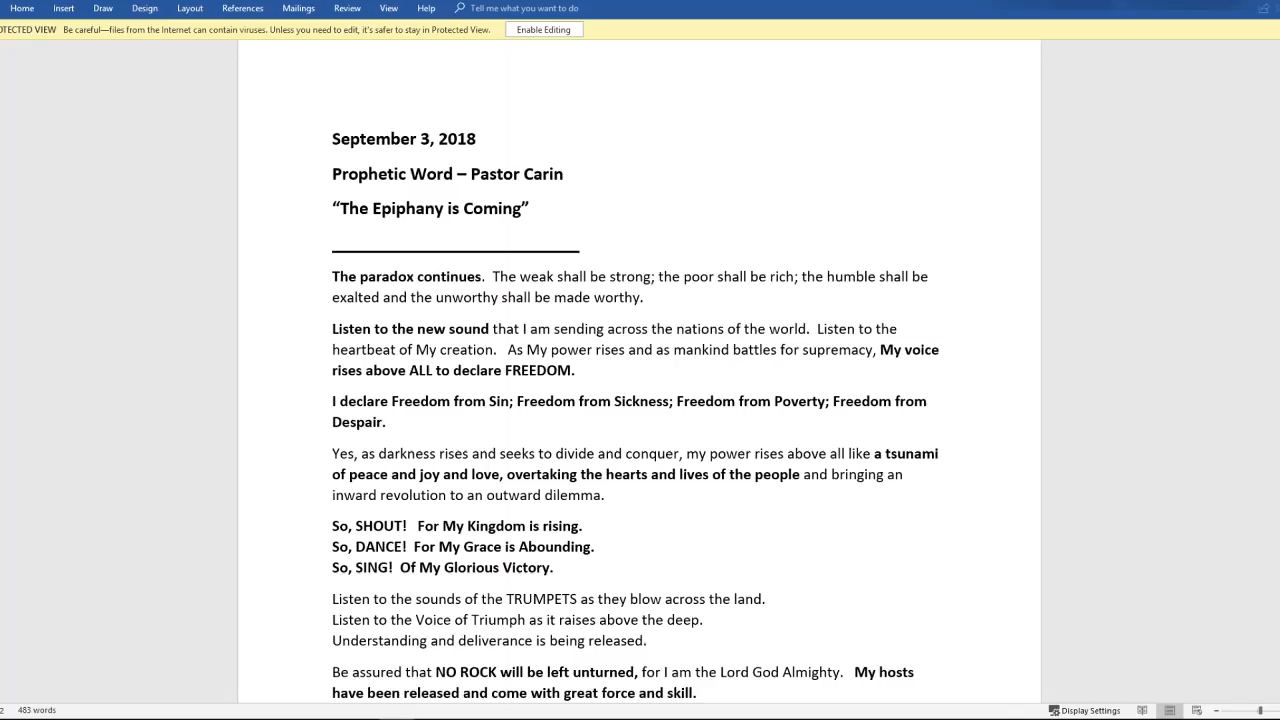 Home Insert Draw Design Layout References Mailings Review View Help Tell me what you want to do
OTECTED VIEW Be careful—files from the Internet can contain viruses. Unless you need to edit, it's safer to stay in Protected View. Enable Editing
September 3, 2018
Prophetic Word – Pastor Carin
“The Epiphany is Coming”
The paradox continues. The weak shall be strong; the poor shall be rich; the humble shall be
exalted and the unworthy shall be made worthy.
Listen to the new sound that I am sending across the nations of the world. Listen to the
heartbeat of My creation. As My power rises and as mankind battles for supremacy, My voice
rises above ALL to declare FREEDOM.
I declare Freedom from Sin; Freedom from Sickness; Freedom from Poverty; Freedom from
Despair.
Yes, as darkness rises and seeks to divide and conquer, my power rises above all like a tsunami
of peace and joy and love, overtaking the hearts and lives of the people and bringing an
inward revolution to an outward dilemma.
So, SHOUT! For My Kingdom is rising.
So, DANCE! For My Grace is Abounding.
So, SING! Of My Glorious Victory.
Listen to the sounds of the TRUMPETS as they blow across the land.
Listen to the Voice of Triumph as it raises above the deep.
Understanding and deliverance is being released.
Be assured that NO ROCK will be left unturned, for I am the Lord God Almighty. My hosts
have been released and come with great force and skill.
2 483 words Display Settings